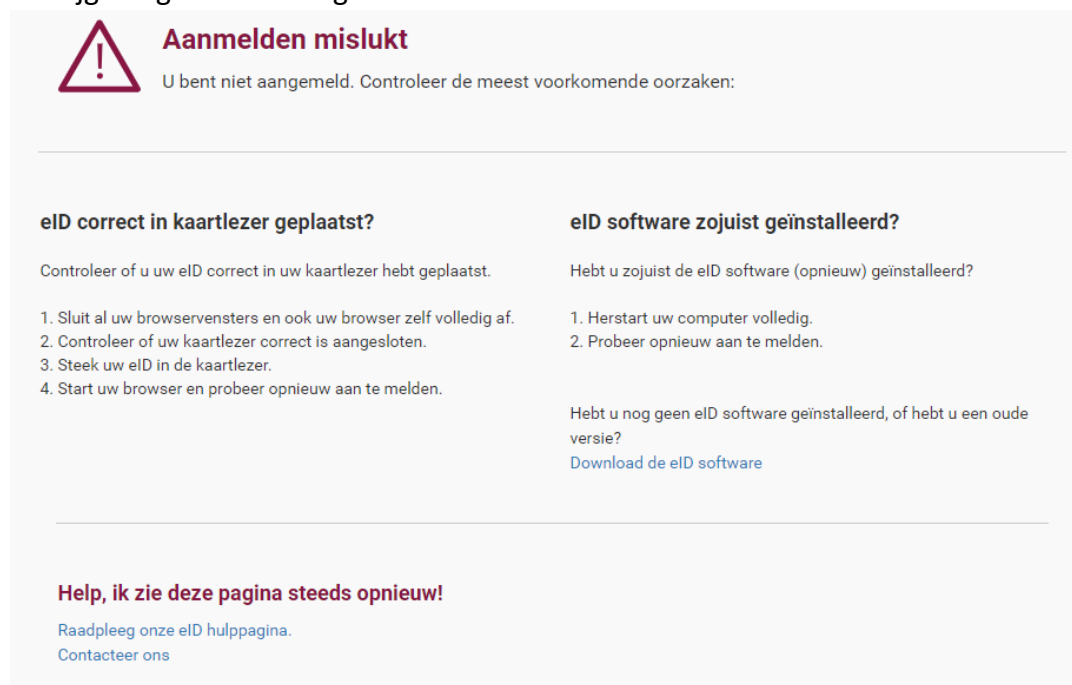 Aanmelden mislukt
U bent niet aangemeld. Controleer de meest voorkomende oorzaken:
eID correct in kaartlezer geplaatst?
Controleer of u uw eID correct in uw kaartlezer hebt geplaatst.
1. Sluit al uw browservensters en ook uw browser zelf volledig af.
2. Controleer of uw kaartlezer correct is aangesloten.
3. Steek uw eID in de kaartlezer.
4. Start uw browser en probeer opnieuw aan te melden.
eID software zojuist geïnstalleerd?
Hebt u zojuist de eID software (opnieuw) geïnstalleerd?
1. Herstart uw computer volledig.
2. Probeer opnieuw aan te melden.
Hebt u nog geen eID software geïnstalleerd, of hebt u een oude
versie?
Download de eID software
Help, ik zie deze pagina steeds opnieuw!
Raadpleeg onze eID hulppagina.
Contacteer ons